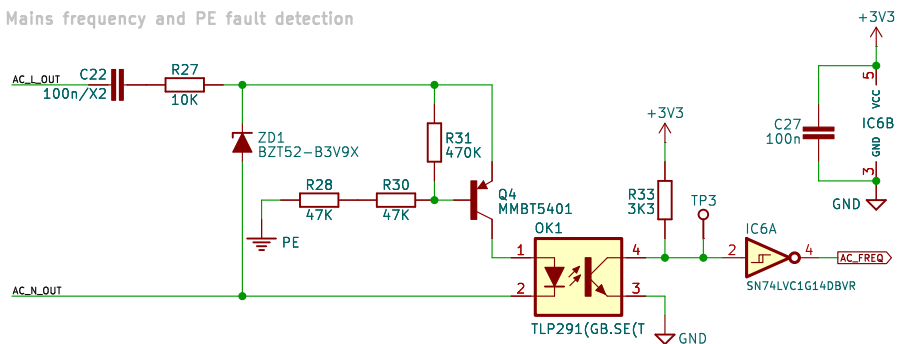 Mains frequency and PE fault detection
+3V3
AC_L_OUT
C22
100n/X2
R27
10K
5
VCC
IC6B
C27
100n
GND
3
GND
+3V3
ZD1
BZT52-B3V9X
R31
470K
R28
47K
R30
47K
Q4
MMBT5401
R33
3K3
TP3
PE
OK1
1
4
2
3
IC6A
2
4
AC_FREQ
SN74LVC1G14DBVR
AC_N_OUT
TLP291(GB.SE(T
GND